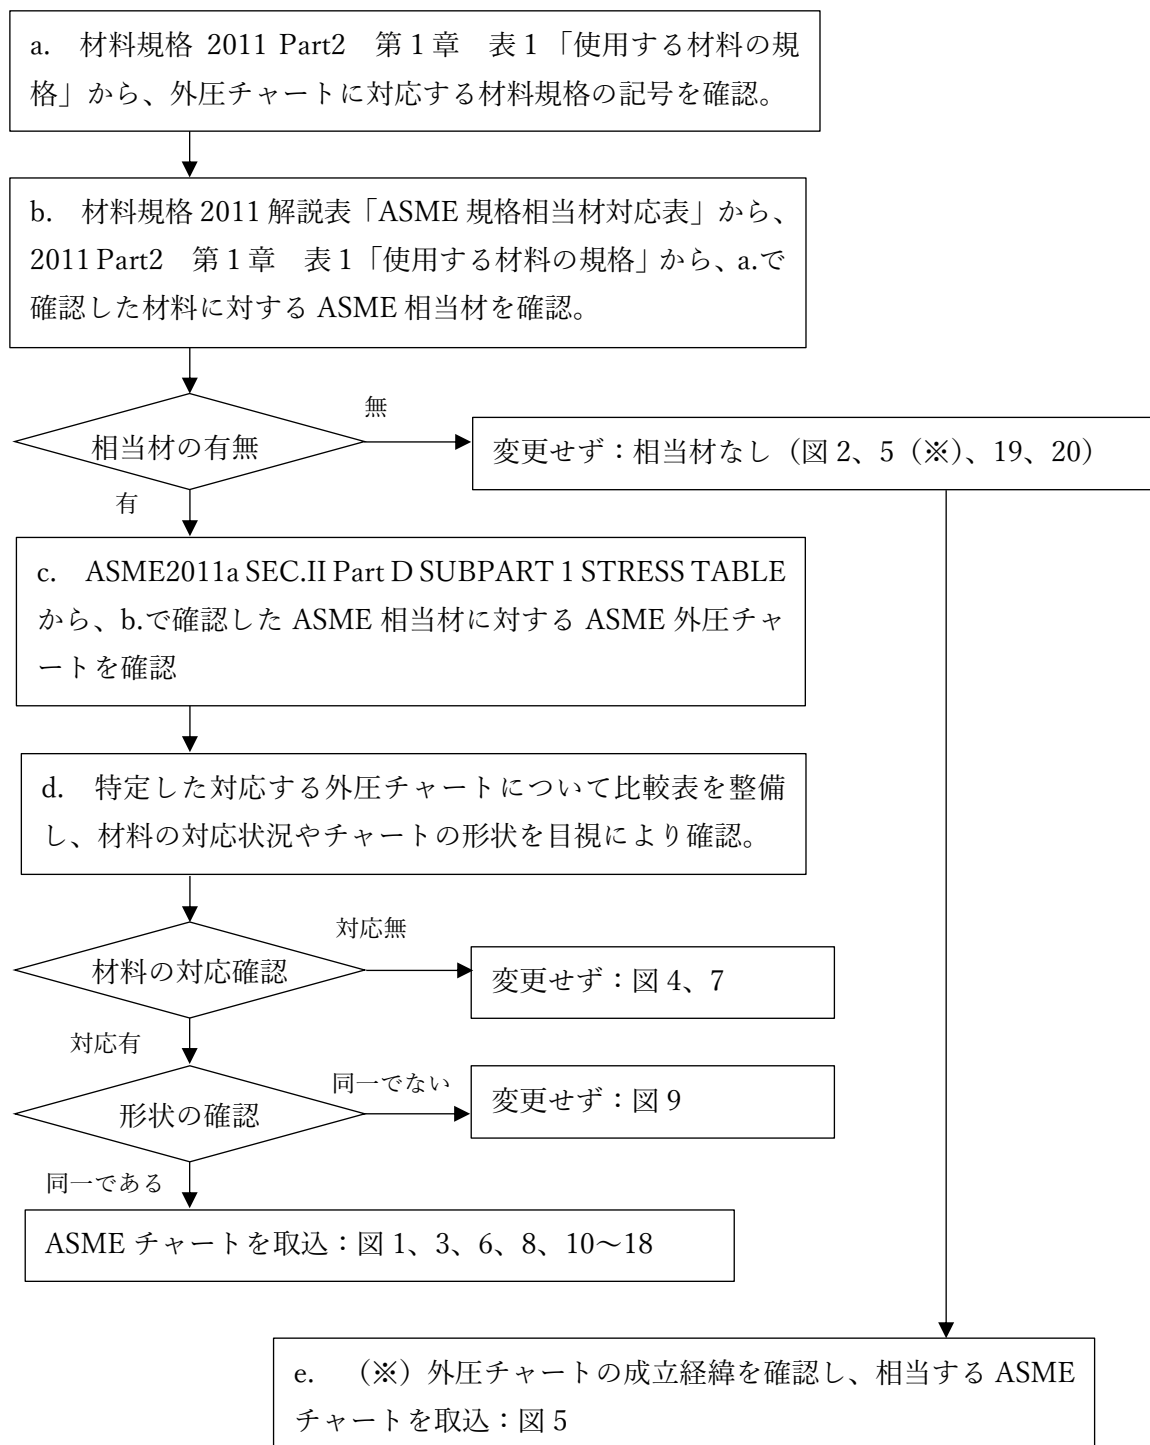 a. 材料規格 2011 Part2 第1章 表1「使用する材料の規
格」から、外圧チャートに対応する材料規格の記号を確認。
b. 材料規格 2011 解説表「ASME 規格相当材対応表」から、
2011 Part2 第1章 表1「使用する材料の規格」から、a.で
確認した材料に対する ASME 相当材を確認。
相当材の有無
無
変更せず：相当材なし（図 2、5（※）、19、20）
有
c. ASME2011a SEC.II Part D SUBPART 1 STRESS TABLE
から、b.で確認した ASME 相当材に対する ASME 外圧チャ
ートを確認
d. 特定した対応する外圧チャートについて比較表を整備
し、材料の対応状況やチャートの形状を目視により確認。
材料の対応確認
対応無
変更せず：図 4、7
対応有
形状の確認
同一でない
変更せず：図 9
同一である
ASME チャートを取込：図 1、3、6、8、10～18
e. （※）外圧チャートの成立経緯を確認し、相当する ASME
チャートを取込：図 5